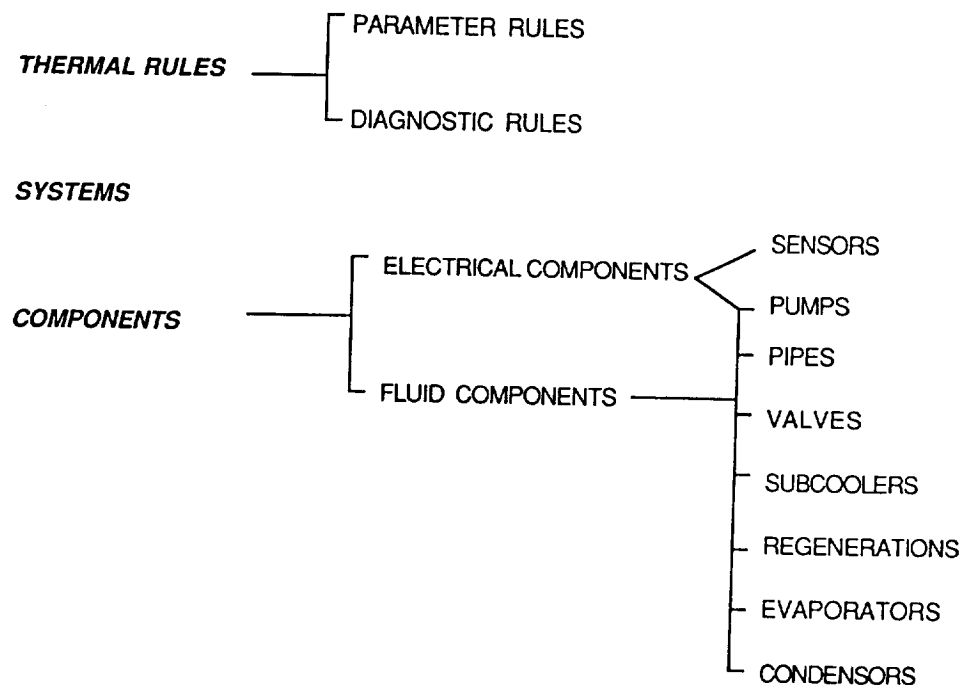 PARAMETER RULES
THERMAL RULES
DIAGNOSTIC RULES
SYSTEMS
SENSORS
ELECTRICAL COMPONENTS
PUMPS
COMPONENTS
PIPES
FLUID COMPONENTS
VALVES
SUBCOOLERS
REGENERATIONS
EVAPORATORS
CONDENSORS